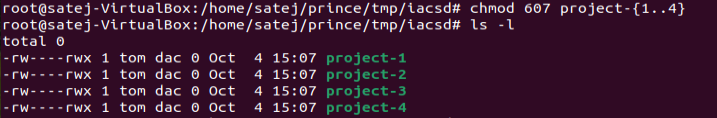 root@satej-VirtualBox:/home/satej/prince/tmp/iacsd# chmod 607 project-{1..4}
root@satej-VirtualBox:/home/satej/prince/tmp/iacsd# ls -l
total 0
-rw----rwx 1 tom dac 0 Oct  4 15:07 project-1
-rw----rwx 1 tom dac 0 Oct  4 15:07 project-2
-rw----rwx 1 tom dac 0 Oct  4 15:07 project-3
-rw----rwx 1 tom dac 0 Oct  4 15:07 project-4